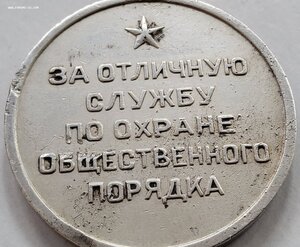 ЗА ОТЛИЧНУЮ
СЛУЖБУ
ПО ОХРАНЕ
ОБЩЕСТВЕННОГО
ПОРЯДКА